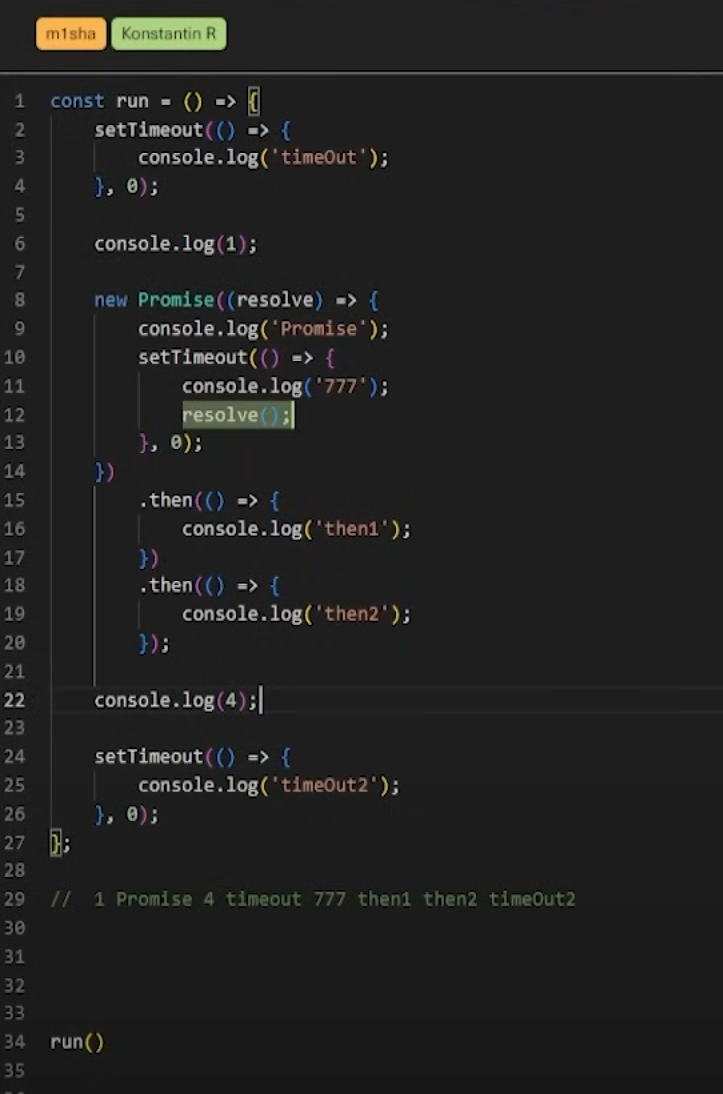 m1sha Konstantin R
1 const run = () => {
2 setTimeout(() => {
3 console.log('timeOut');
4 }, 0);
5
6 console.log(1);
7
8 new Promise((resolve) => {
9 console.log('Promise');
10 setTimeout(() => {
11 console.log('777');
12 resolve();
13 }, 0);
14 })
15 .then(() => {
16 console.log('then1');
17 })
18 .then(() => {
19 console.log('then2');
20 });
21
22 console.log(4);
23
24 setTimeout(() => {
25 console.log('timeOut2');
26 }, 0);
27 };
28
29 // 1 Promise 4 timeout 777 then1 then2 timeOut2
30
31
32
33
34 run()
35